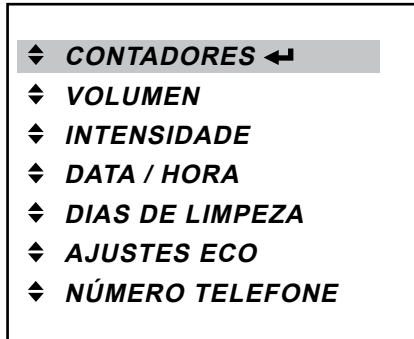 CONTADORES
VOLUMEN
INTENSIDADE
DATA / HORA
DIAS DE LIMPEZA
AJUSTES ECO
NÚMERO TELEFONE